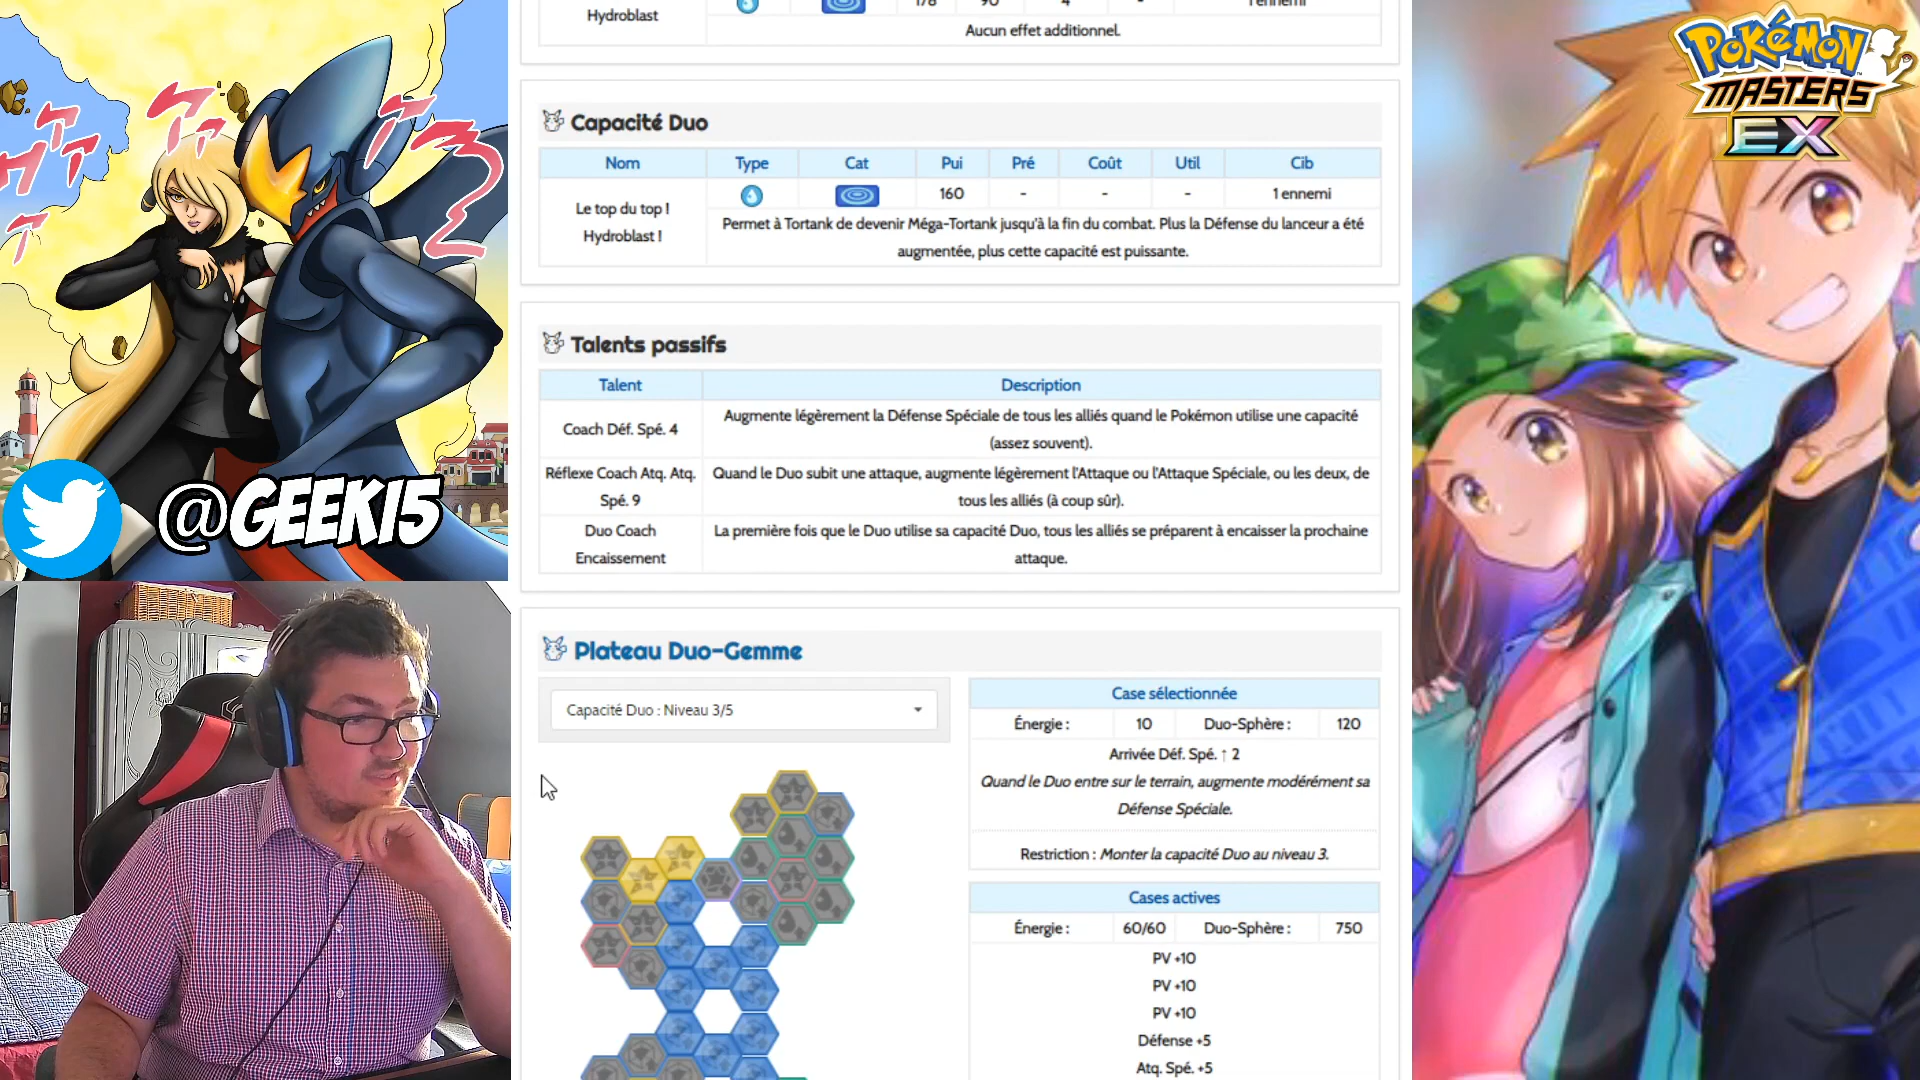 Hydroblast
178 90 4 - 1 ennemi
Aucun effet additionnel.
Capacité Duo
Nom Type Cat Pui Pré Coût Util Cib
Le top du top !
Hydroblast !
160 - - - 1 ennemi
Permet à Tortank de devenir Méga-Tortank jusqu'à la fin du combat. Plus la Défense du lanceur a été
augmentée, plus cette capacité est puissante.
Talents passifs
Talent Description
Coach Déf. Spé. 4
Augmente légèrement la Défense Spéciale de tous les alliés quand le Pokémon utilise une capacité
(assez souvent).
Réflexe Coach Atq. Atq.
Spé. 9
Quand le Duo subit une attaque, augmente légèrement l'Attaque ou l'Attaque Spéciale, ou les deux, de
tous les alliés (à coup sûr).
Duo Coach
Encaissement
La première fois que le Duo utilise sa capacité Duo, tous les alliés se préparent à encaisser la prochaine
attaque.
Plateau Duo-Gemme
Capacité Duo : Niveau 3/5
Case sélectionnée
Énergie : 10 Duo-Sphère : 120
Arrivée Déf. Spé. ↑ 2
Quand le Duo entre sur le terrain, augmente modérément sa
Défense Spéciale.
Restriction : Monter la capacité Duo au niveau 3.
Cases actives
Énergie : 60/60 Duo-Sphère : 750
PV +10
PV +10
PV +10
Défense +5
Atq. Spé. +5
@GEEK15
POKéMON
MASTERS
EX